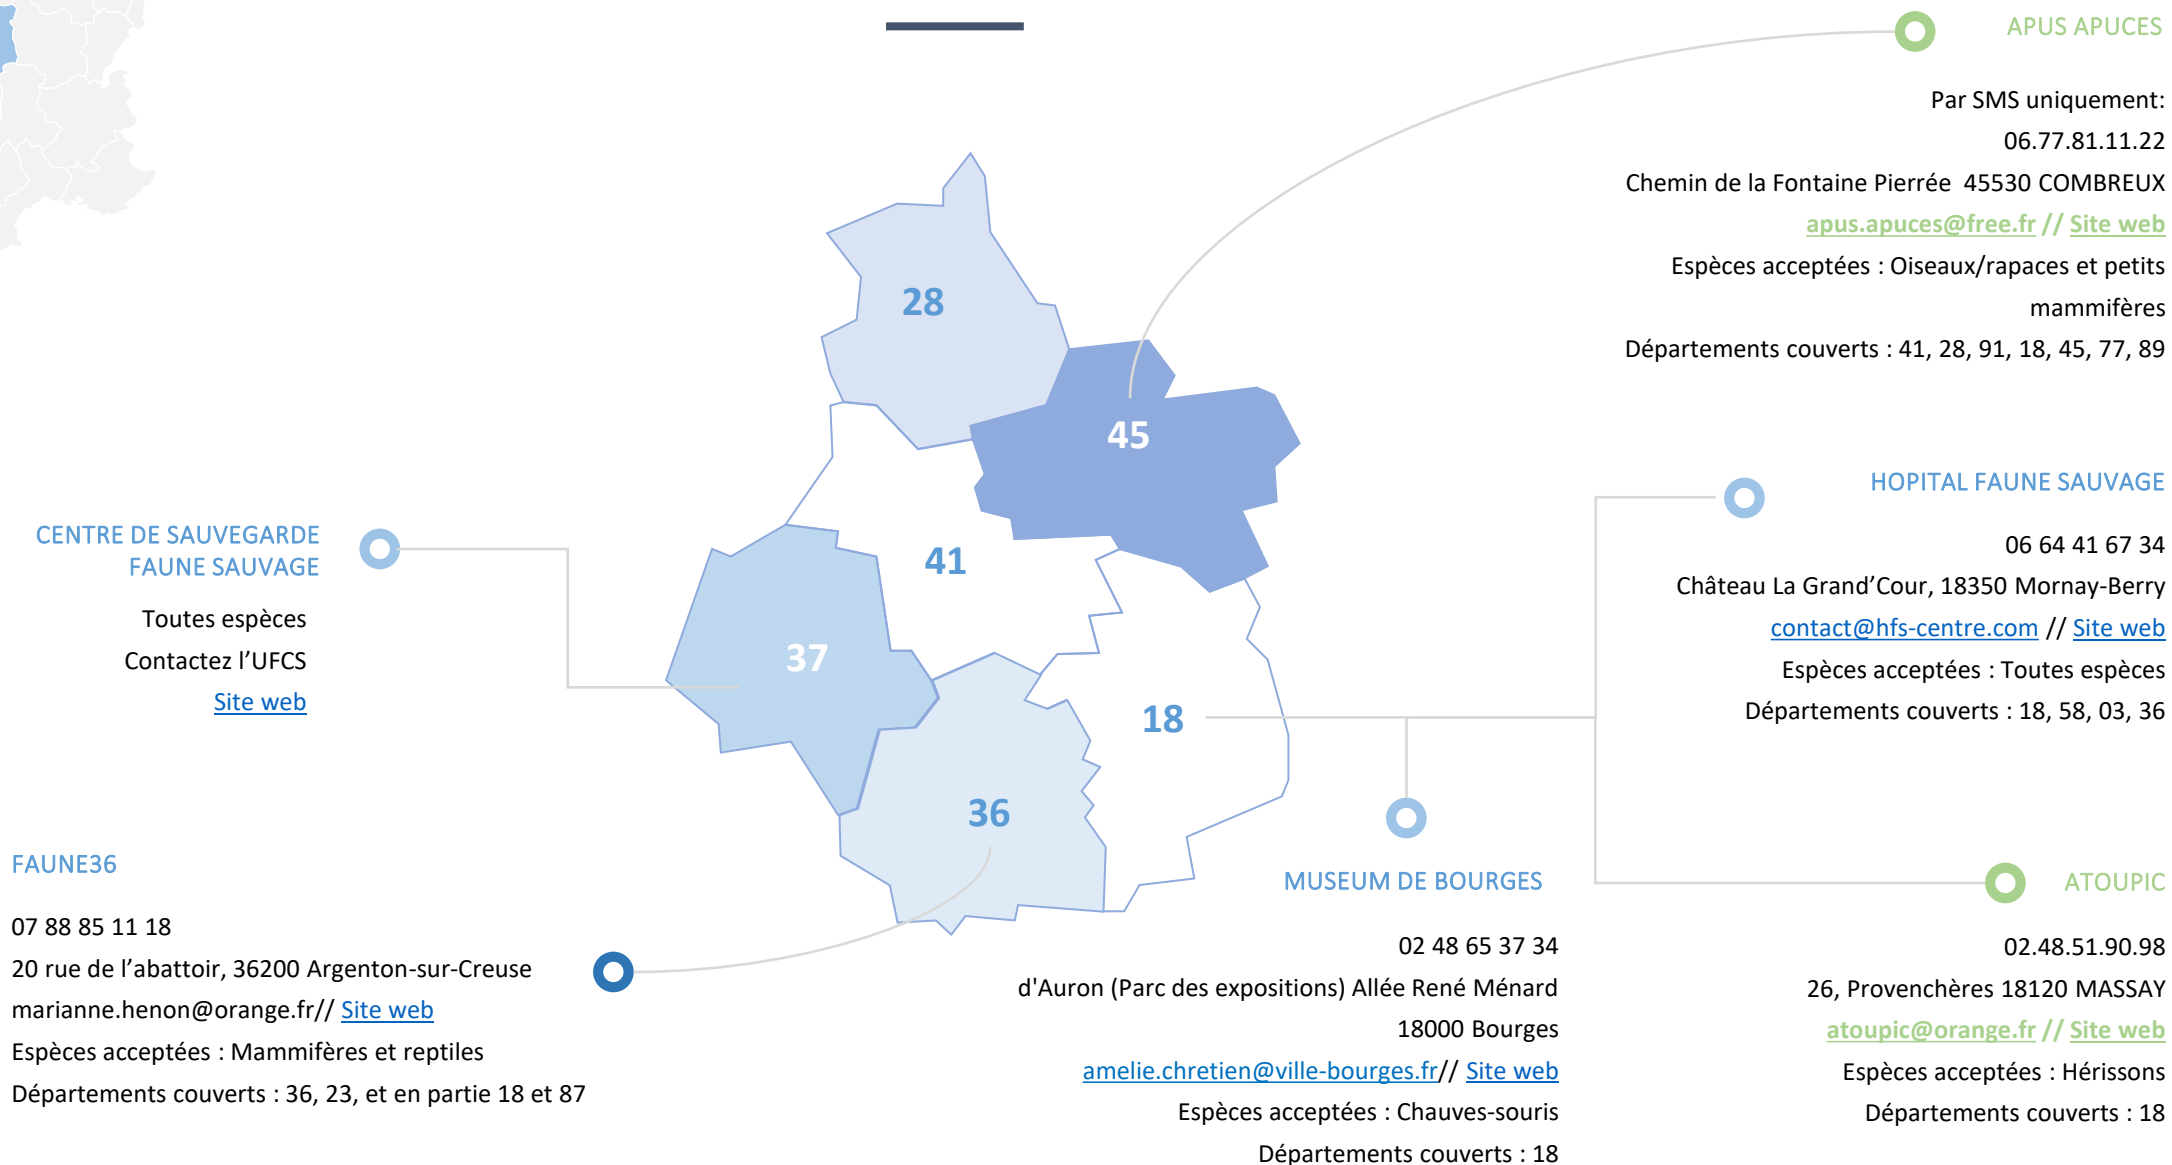 APUS APUCES
Par SMS uniquement:
06.77.81.11.22
Chemin de la Fontaine Pierrée 45530 COMBREUX
apus.apuces@free.fr // Site web
Espèces acceptées : Oiseaux/rapaces et petits
mammifères
Départements couverts : 41, 28, 91, 18, 45, 77, 89
28
45
41
37
18
36
HOPITAL FAUNE SAUVAGE
06 64 41 67 34
Château La Grand’Cour, 18350 Mornay-Berry
contact@hfs-centre.com // Site web
Espèces acceptées : Toutes espèces
Départements couverts : 18, 58, 03, 36
CENTRE DE SAUVEGARDE
FAUNE SAUVAGE
Toutes espèces
Contactez l’UFCS
Site web
FAUNE36
07 88 85 11 18
20 rue de l’abattoir, 36200 Argenton-sur-Creuse
marianne.henon@orange.fr// Site web
Espèces acceptées : Mammifères et reptiles
Départements couverts : 36, 23, et en partie 18 et 87
MUSEUM DE BOURGES
02 48 65 37 34
d'Auron (Parc des expositions) Allée René Ménard
18000 Bourges
amelie.chretien@ville-bourges.fr// Site web
Espèces acceptées : Chauves-souris
Départements couverts : 18
ATOUPIC
02.48.51.90.98
26, Provenchères 18120 MASSAY
atoupic@orange.fr // Site web
Espèces acceptées : Hérissons
Départements couverts : 18